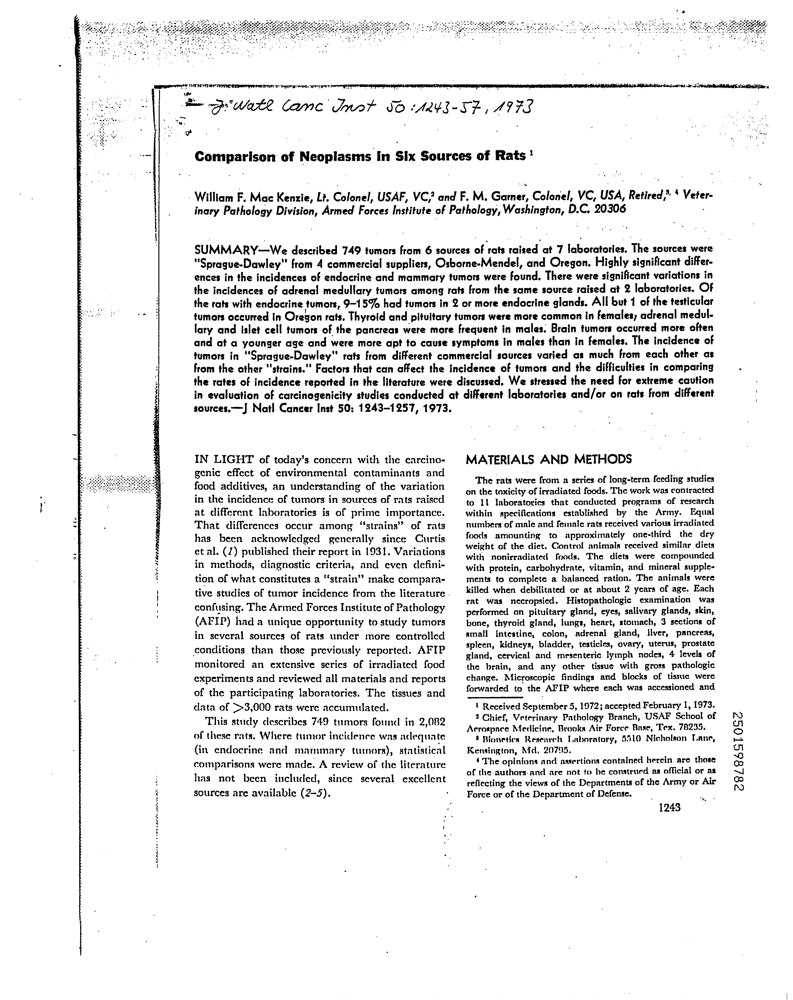 J. Natl Canc Inst 50:1243-57, 1973
Comparison of Neoplasms in Six Sources of Rats ¹
William F. Mac Kenzie, Lt. Colonel, USAF, VC,² and F. M. Garner, Colonel, VC, USA, Retired,³, ⁴ Veter-
inary Pathology Division, Armed Forces Institute of Pathology, Washington, D.C. 20306
SUMMARY—We described 749 tumors from 6 sources of rats raised at 7 laboratories. The sources were
"Sprague-Dawley" from 4 commercial suppliers, Osborne-Mendel, and Oregon. Highly significant differ-
ences in the incidences of endocrine and mammary tumors were found. There were significant variations in
the incidences of adrenal medullary tumors among rats from the same source raised at 2 laboratories. Of
the rats with endocrine tumors, 9–15% had tumors in 2 or more endocrine glands. All but 1 of the testicular
tumors occurred in Oregon rats. Thyroid and pituitary tumors were more common in females; adrenal medul-
lary and islet cell tumors of the pancreas were more frequent in males. Brain tumors occurred more often
and at a younger age and were more apt to cause symptoms in males than in females. The incidence of
tumors in "Sprague-Dawley" rats from different commercial sources varied as much from each other as
from the other "strains." Factors that can affect the incidence of tumors and the difficulties in comparing
the rates of incidence reported in the literature were discussed. We stressed the need for extreme caution
in evaluation of carcinogenicity studies conducted at different laboratories and/or on rats from different
sources.—J Natl Cancer Inst 50: 1243–1257, 1973.
IN LIGHT of today's concern with the carcino-
genic effect of environmental contaminants and
food additives, an understanding of the variation
in the incidence of tumors in sources of rats raised
at different laboratories is of prime importance.
That differences occur among "strains" of rats
has been acknowledged generally since Curtis
et al. (1) published their report in 1931. Variations
in methods, diagnostic criteria, and even defini-
tion of what constitutes a "strain" make compara-
tive studies of tumor incidence from the literature
confusing. The Armed Forces Institute of Pathology
(AFIP) had a unique opportunity to study tumors
in several sources of rats under more controlled
conditions than those previously reported. AFIP
monitored an extensive series of irradiated food
experiments and reviewed all materials and reports
of the participating laboratories. The tissues and
data of >3,000 rats were accumulated.
This study describes 749 tumors found in 2,082
of these rats. Where tumor incidence was adequate
(in endocrine and mammary tumors), statistical
comparisons were made. A review of the literature
has not been included, since several excellent
sources are available (2–5).
MATERIALS AND METHODS
The rats were from a series of long-term feeding studies
on the toxicity of irradiated foods. The work was contracted
to 11 laboratories that conducted programs of research
within specifications established by the Army. Equal
numbers of male and female rats received various irradiated
foods amounting to approximately one-third the dry
weight of the diet. Control animals received similar diets
with nonirradiated foods. The diets were compounded
with protein, carbohydrate, vitamin, and mineral supple-
ments to complete a balanced ration. The animals were
killed when debilitated or at about 2 years of age. Each
rat was necropsied. Histopathologic examination was
performed on pituitary gland, eyes, salivary glands, skin,
bone, thyroid gland, lungs, heart, stomach, 3 sections of
small intestine, colon, adrenal gland, liver, pancreas,
spleen, kidneys, bladder, testicles, ovary, uterus, prostate
gland, cervical and mesenteric lymph nodes, 4 levels of
the brain, and any other tissue with gross pathologic
change. Microscopic findings and blocks of tissue were
forwarded to the AFIP where each was accessioned and
¹ Received September 5, 1972; accepted February 1, 1973.
² Chief, Veterinary Pathology Branch, USAF School of
Aerospace Medicine, Brooks Air Force Base, Tex. 78235.
³ Bionetics Research Laboratory, 5510 Nicholson Lane,
Kensington, Md. 20795.
⁴ The opinions and assertions contained herein are those
of the authors and are not to be construed as official or as
reflecting the views of the Departments of the Army or Air
Force or of the Department of Defense.
1243
2501598782